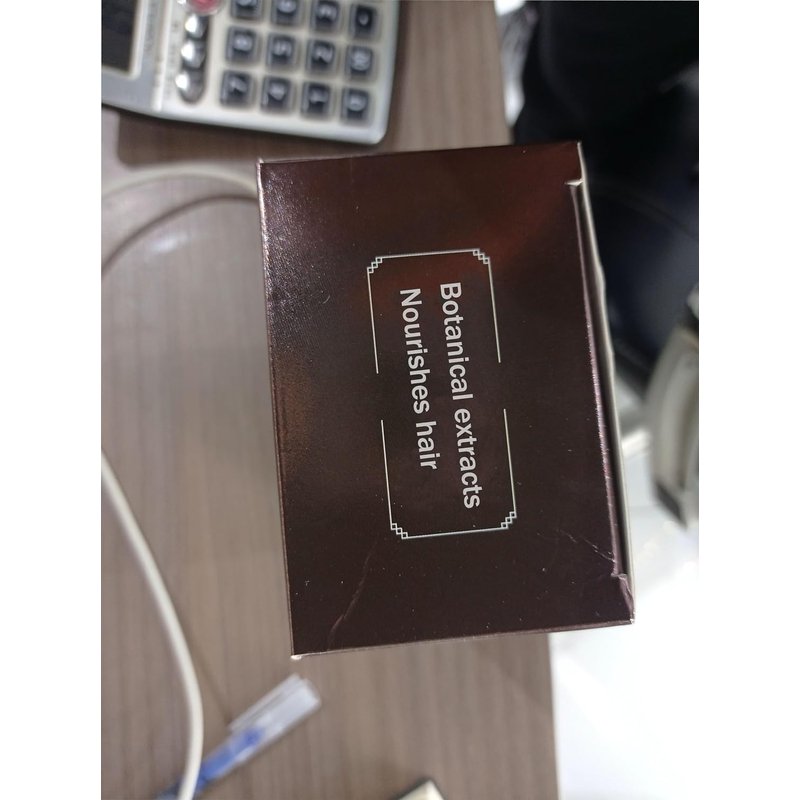 Botanical extracts
Nourishes hair